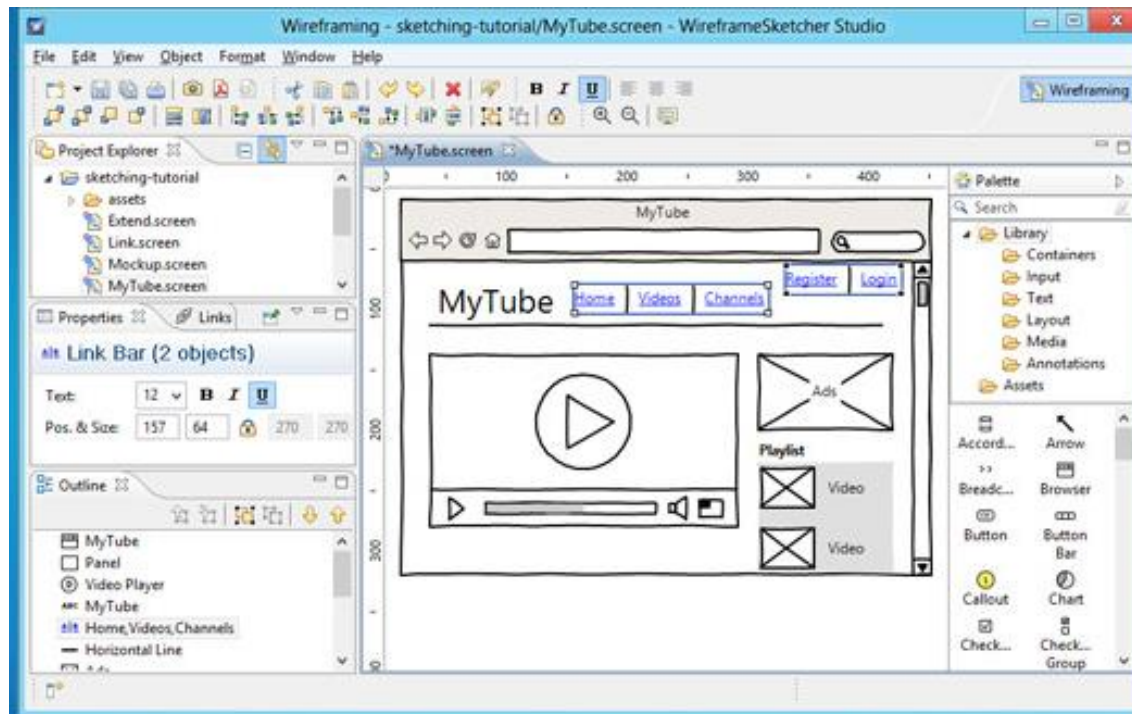 Wireframing - sketching-tutorial/MyTube.screen - WireframeSketcher Studio
File Edit View Object Format Window Help
B I U
Wireframing
Project Explorer
sketching-tutorial
assets
Extend.screen
Link.screen
Mockup.screen
MyTube.screen
Properties Links
Link Bar (2 objects)
Text: 12 B I U
Pos. & Size: 157 64 270 270
Outline
MyTube
Panel
Video Player
ABC MyTube
Home,Videos,Channels
Horizontal Line
*MyTube.screen
0 100 200 300 400
100
200
300
MyTube
MyTube Home Videos Channels Register Login
Ads
Playlist
Video
Video
Palette
Search
Library
Containers
Input
Text
Layout
Media
Annotations
Assets
Accord... Arrow
Breadc... Browser
Button Button
Bar
1
Callout Chart
Check... Check...
Group